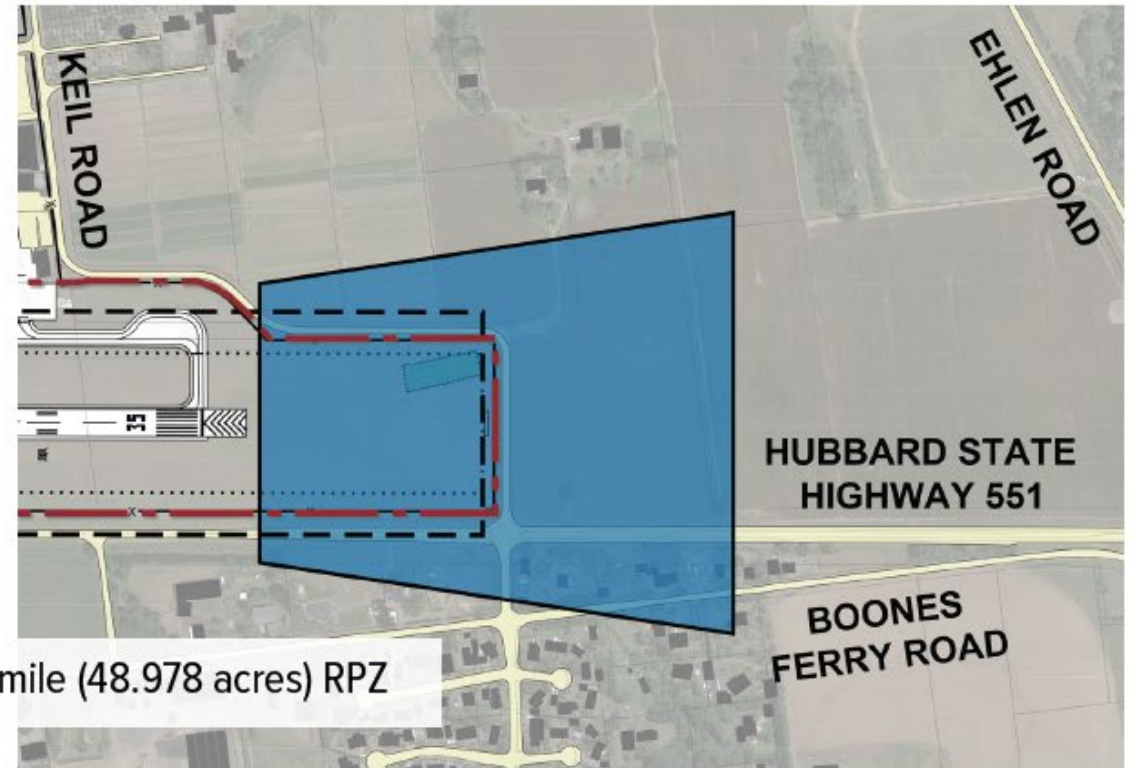 KEIL ROAD
EHLEN ROAD
35
HUBBARD STATE
HIGHWAY 551
BOONES
FERRY ROAD
mile (48.978 acres) RPZ